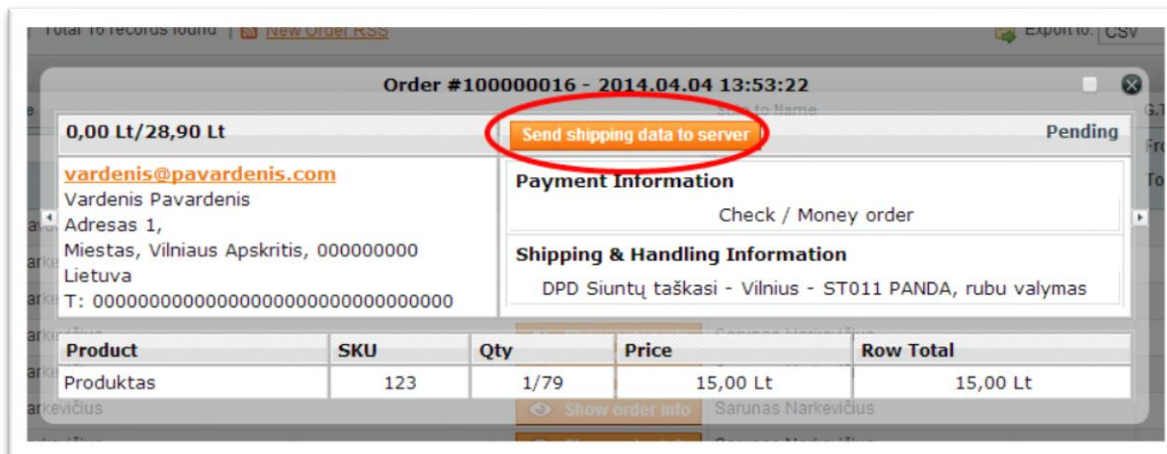 Total 16 records found | New Order RSS
Export to: CSV
Order #100000016 - 2014.04.04 13:53:22
Ship to Name
0,00 Lt/28,90 Lt
Send shipping data to server
Pending
vardenis@pavardenis.com
Vardenis Pavardenis
Adresas 1,
Miestas, Vilniaus Apskritis, 000000000
Lietuva
T: 00000000000000000000000000000000
Payment Information
Check / Money order
Shipping & Handling Information
DPD Siuntų taškasi - Vilnius - ST011 PANDA, rubu valymas
Product SKU Qty Price Row Total
Produktas 123 1/79 15,00 Lt 15,00 Lt
Show order info
Sarunas Narkevičius